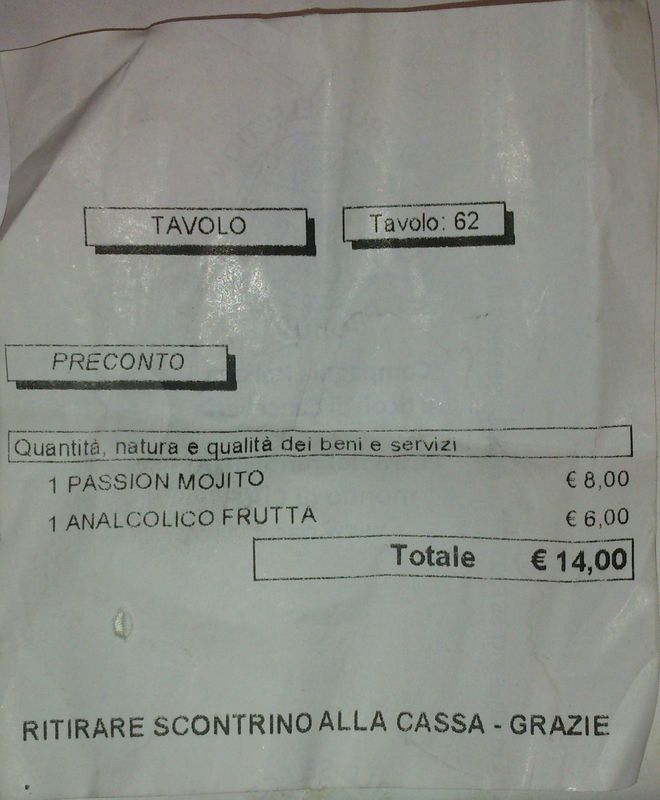 TAVOLO Tavolo: 62
PRECONTO
Quantità, natura e qualità dei beni e servizi
1 PASSION MOJITO € 8,00
1 ANALCOLICO FRUTTA € 6,00
Totale € 14,00
RITIRARE SCONTRINO ALLA CASSA - GRAZIE